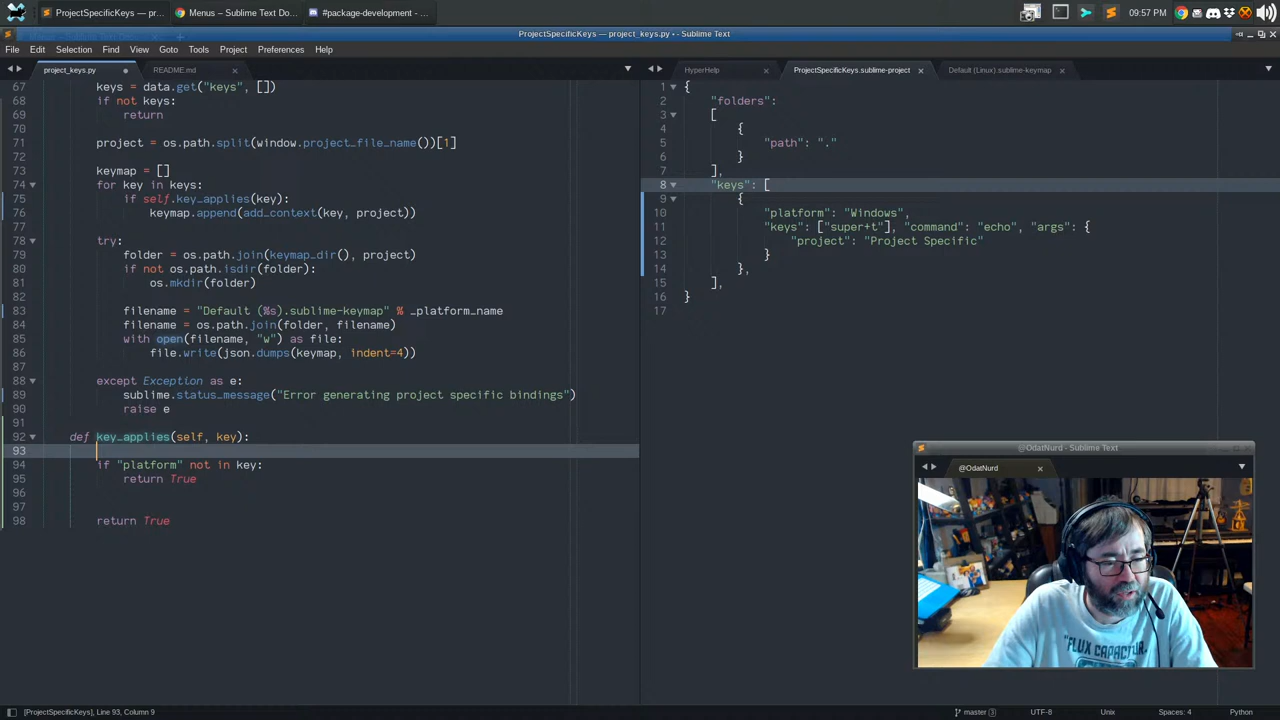 ProjectSpecificKeys — pro...
Menus – Sublime Text Do...
#package-development - ...
09:57 PM
ProjectSpecificKeys — project_keys.py • - Sublime Text
File Edit Selection Find View Goto Tools Project Preferences Help
project_keys.py
README.md
67 keys = data.get("keys", [])
68 if not keys:
69 return
70
71 project = os.path.split(window.project_file_name())[1]
72
73 keymap = []
74 for key in keys:
75 if self.key_applies(key):
76 keymap.append(add_context(key, project))
77
78 try:
79 folder = os.path.join(keymap_dir(), project)
80 if not os.path.isdir(folder):
81 os.mkdir(folder)
82
83 filename = "Default (%s).sublime-keymap" % _platform_name
84 filename = os.path.join(folder, filename)
85 with open(filename, "w") as file:
86 file.write(json.dumps(keymap, indent=4))
87
88 except Exception as e:
89 sublime.status_message("Error generating project specific bindings")
90 raise e
91
92 def key_applies(self, key):
93
94 if "platform" not in key:
95 return True
96
97
98 return True
HyperHelp
ProjectSpecificKeys.sublime-project
Default (Linux).sublime-keymap
1 {
2 "folders":
3 [
4 {
5 "path": "."
6 }
7 ],
8 "keys": [
9 {
10 "platform": "Windows",
11 "keys": ["super+t"], "command": "echo", "args": {
12 "project": "Project Specific"
13 }
14 },
15 ],
16 }
17
@OdatNurd - Sublime Text
@OdatNurd
"FLUX
CAPACITOR.
[ProjectSpecificKeys], Line 93, Column 9
master 3
UTF-8
Unix
Spaces: 4
Python